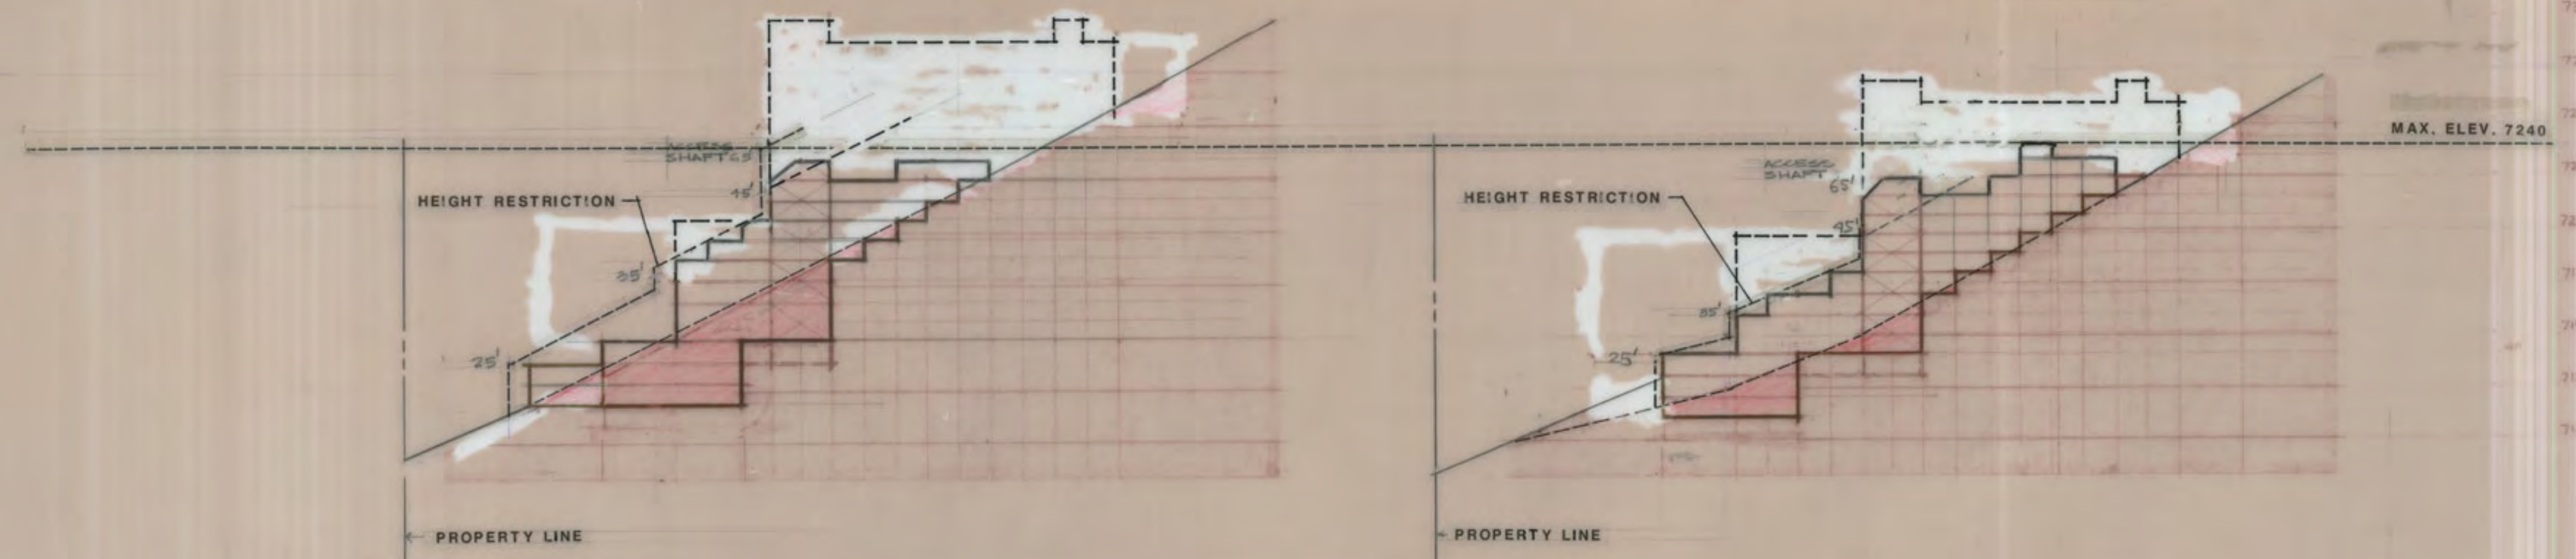 MAX. ELEV. 7240
ACCESS
SHAFT 65'
45'
HEIGHT RESTRICTION
35'
25'
PROPERTY LINE
ACCESS
SHAFT
65'
HEIGHT RESTRICTION
45'
35'
25'
PROPERTY LINE